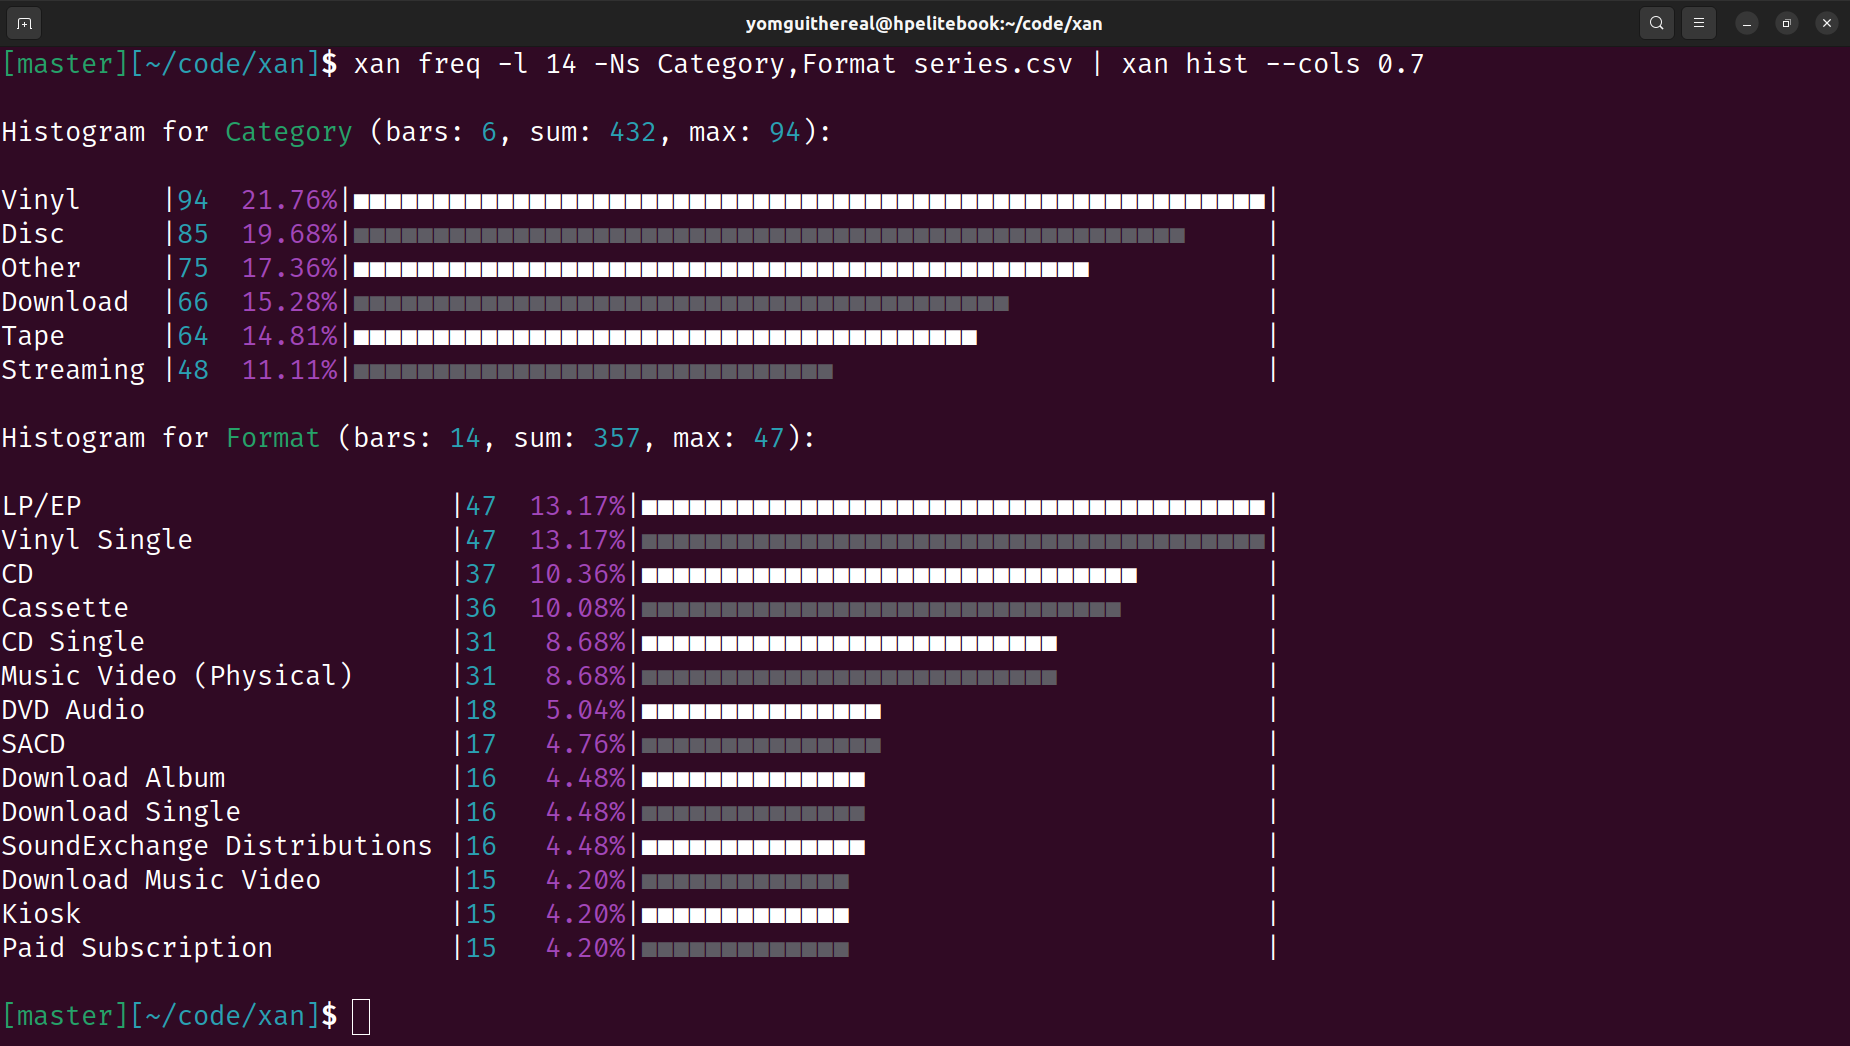 yomguithereal@hpelitebook:~/code/xan
[master][~/code/xan]$ xan freq -l 14 -Ns Category,Format series.csv | xan hist --cols 0.7
Histogram for Category (bars: 6, sum: 432, max: 94):
Vinyl |94 21.76%|
Disc |85 19.68%|
Other |75 17.36%|
Download |66 15.28%|
Tape |64 14.81%|
Streaming |48 11.11%|
Histogram for Format (bars: 14, sum: 357, max: 47):
LP/EP |47 13.17%|
Vinyl Single |47 13.17%|
CD |37 10.36%|
Cassette |36 10.08%|
CD Single |31 8.68%|
Music Video (Physical) |31 8.68%|
DVD Audio |18 5.04%|
SACD |17 4.76%|
Download Album |16 4.48%|
Download Single |16 4.48%|
SoundExchange Distributions |16 4.48%|
Download Music Video |15 4.20%|
Kiosk |15 4.20%|
Paid Subscription |15 4.20%|
[master][~/code/xan]$